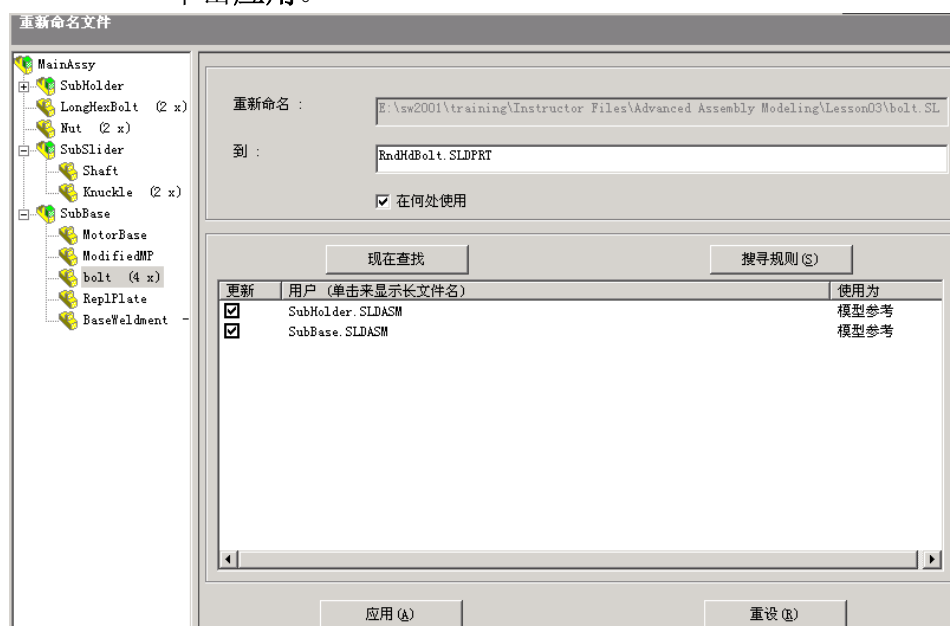 单击应用。
重新命名文件
MainAssy
SubHolder
LongHexBolt (2 x)
Nut (2 x)
SubSlider
Shaft
Knuckle (2 x)
SubBase
MotorBase
ModifiedMP
bolt (4 x)
ReplPlate
BaseWeldment -
重新命名 :
E:\sw2001\training\Instructor Files\Advanced Assembly Modeling\Lesson03\bolt.SL
到 :
RndHdBolt.SLDPRT
在何处使用
现在查找 搜寻规则(S)
更新 用户 (单击来显示长文件名) 使用为
SubHolder.SLDASM 模型参考
SubBase.SLDASM 模型参考
应用(A) 重设(R)